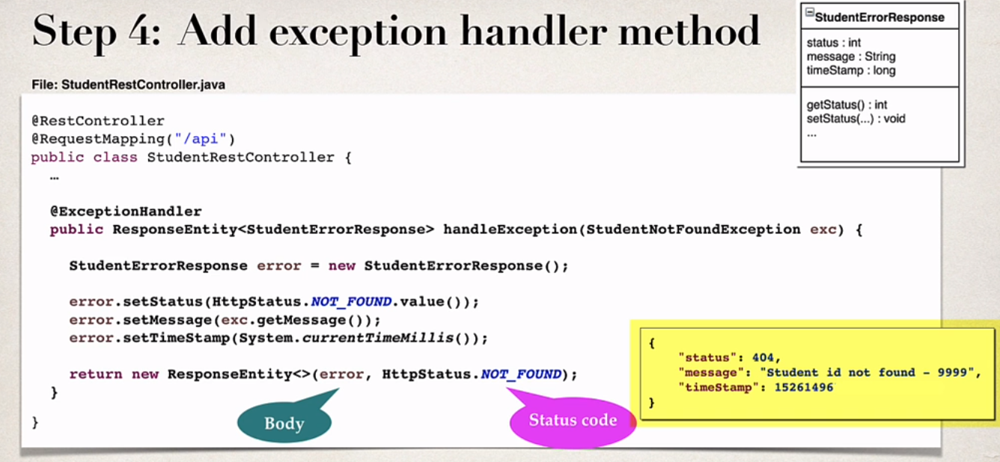 Step 4: Add exception handler method
File: StudentRestController.java
@RestController
@RequestMapping("/api")
public class StudentRestController {
…
@ExceptionHandler
public ResponseEntity<StudentErrorResponse> handleException(StudentNotFoundException exc) {
StudentErrorResponse error = new StudentErrorResponse();
error.setStatus(HttpStatus.NOT_FOUND.value());
error.setMessage(exc.getMessage());
error.setTimeStamp(System.currentTimeMillis());
return new ResponseEntity<>(error, HttpStatus.NOT_FOUND);
}
}
Body
Status code
StudentErrorResponse
status : int
message : String
timeStamp : long
getStatus() : int
setStatus(...) : void
...
{
"status": 404,
"message": "Student id not found - 9999",
"timeStamp": 15261496
}